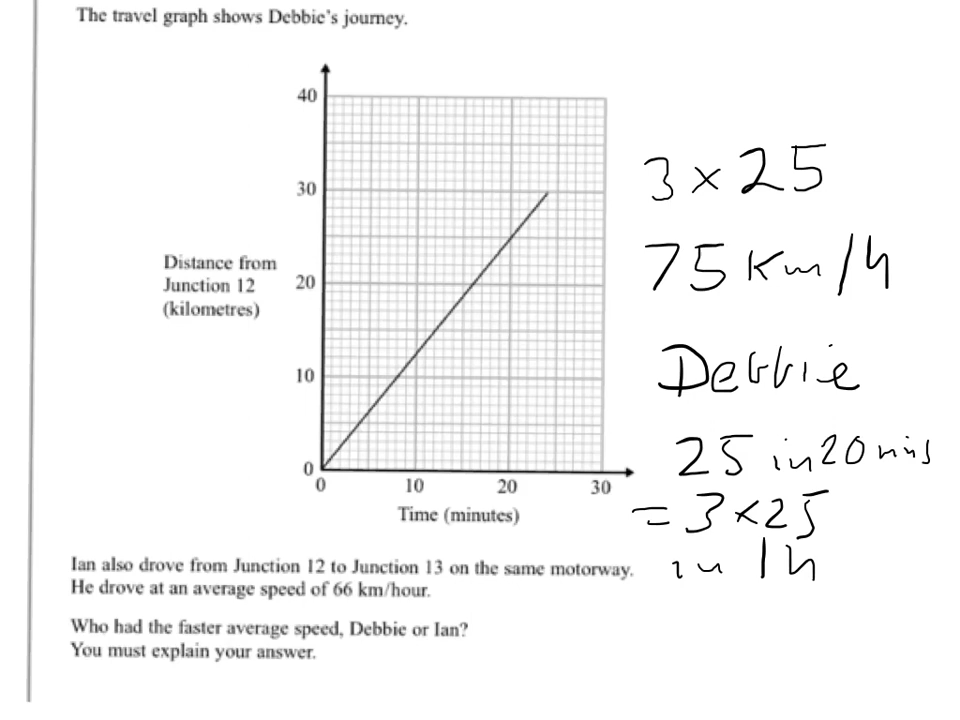 The travel graph shows Debbie's journey.
40
30
20
10
0
Distance from
Junction 12
(kilometres)
0 10 20 30
Time (minutes)
3 × 25
75 Km/h
Debbie
25 in 20 mins
= 3 × 25
in 1h
Ian also drove from Junction 12 to Junction 13 on the same motorway.
He drove at an average speed of 66 km/hour.
Who had the faster average speed, Debbie or Ian?
You must explain your answer.